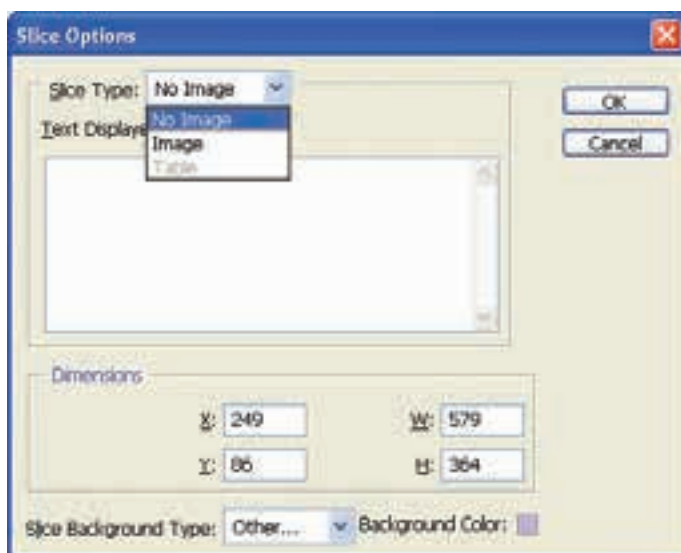 Slice Options
Slice Type: No Image
OK
Text Displaye
No Image
Image
Table
Cancel
Dimensions
X: 249
W: 579
Y: 86
H: 364
Slice Background Type: Other...
Background Color: